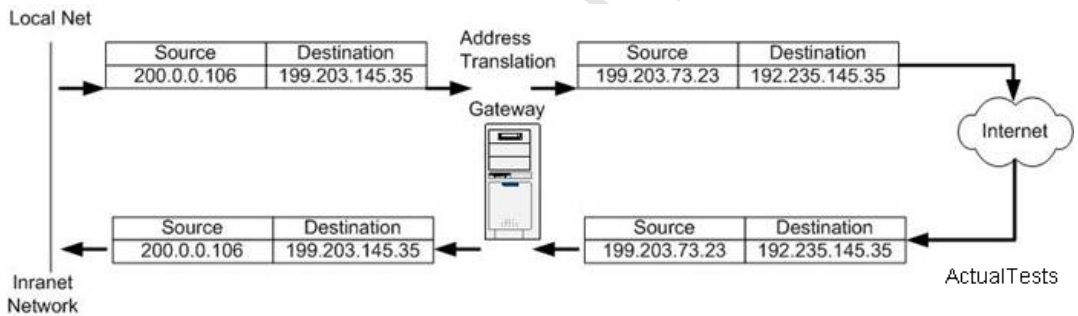 Local Net
Source Destination
200.0.0.106 199.203.145.35
Address
Translation
Source Destination
199.203.73.23 192.235.145.35
Gateway
Internet
Source Destination
200.0.0.106 199.203.145.35
Source Destination
199.203.73.23 192.235.145.35
Inranet
Network
ActualTests